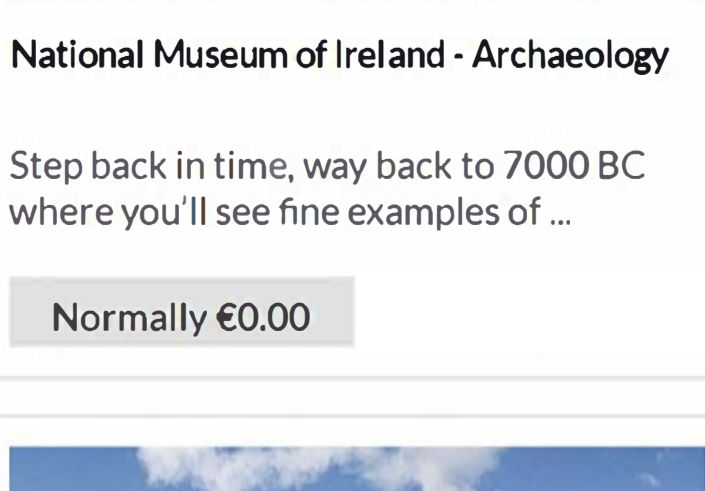 National Museum of Ireland - Archaeology
Step back in time, way back to 7000 BC
where you'll see fine examples of ...
Normally €0.00